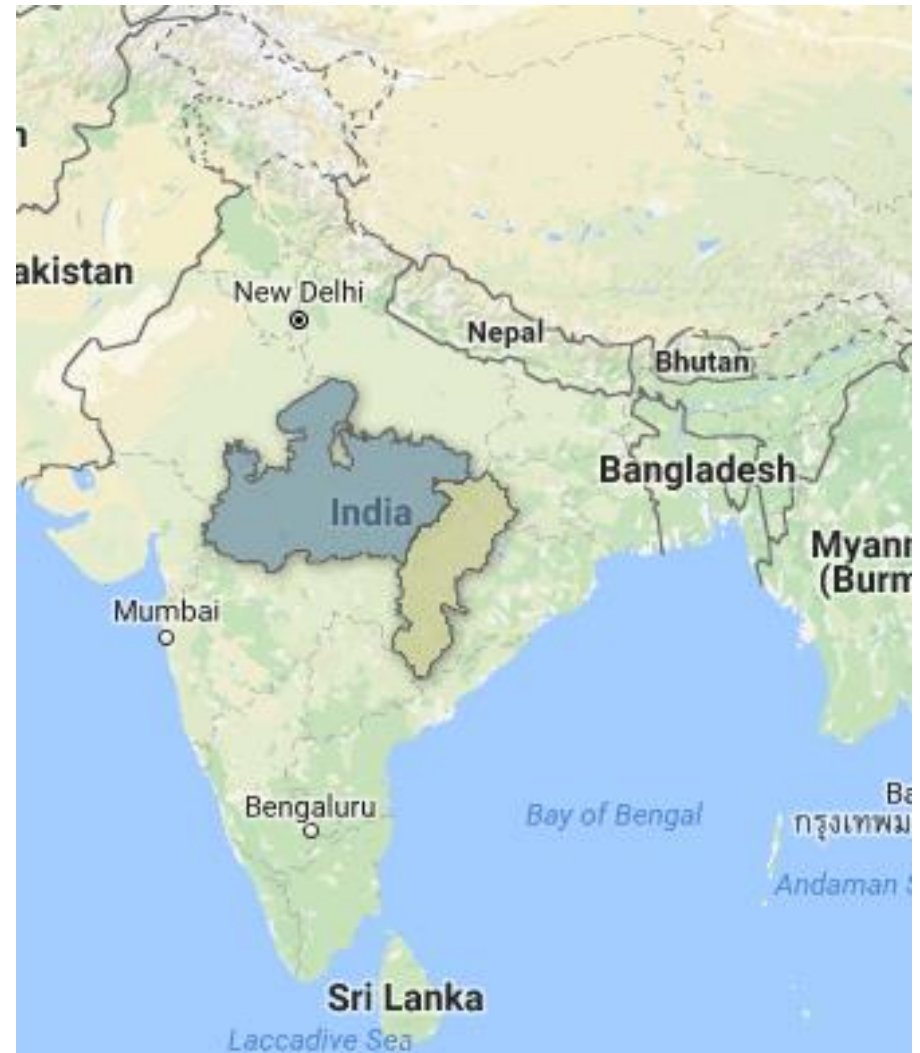 n
akistan
New Delhi
Nepal
Bhutan
Bangladesh
India
Myanr
(Burm
Mumbai
Bengaluru
Bay of Bengal
Ba
กรุงเทพม
Andaman S
Sri Lanka
Laccadive Sea